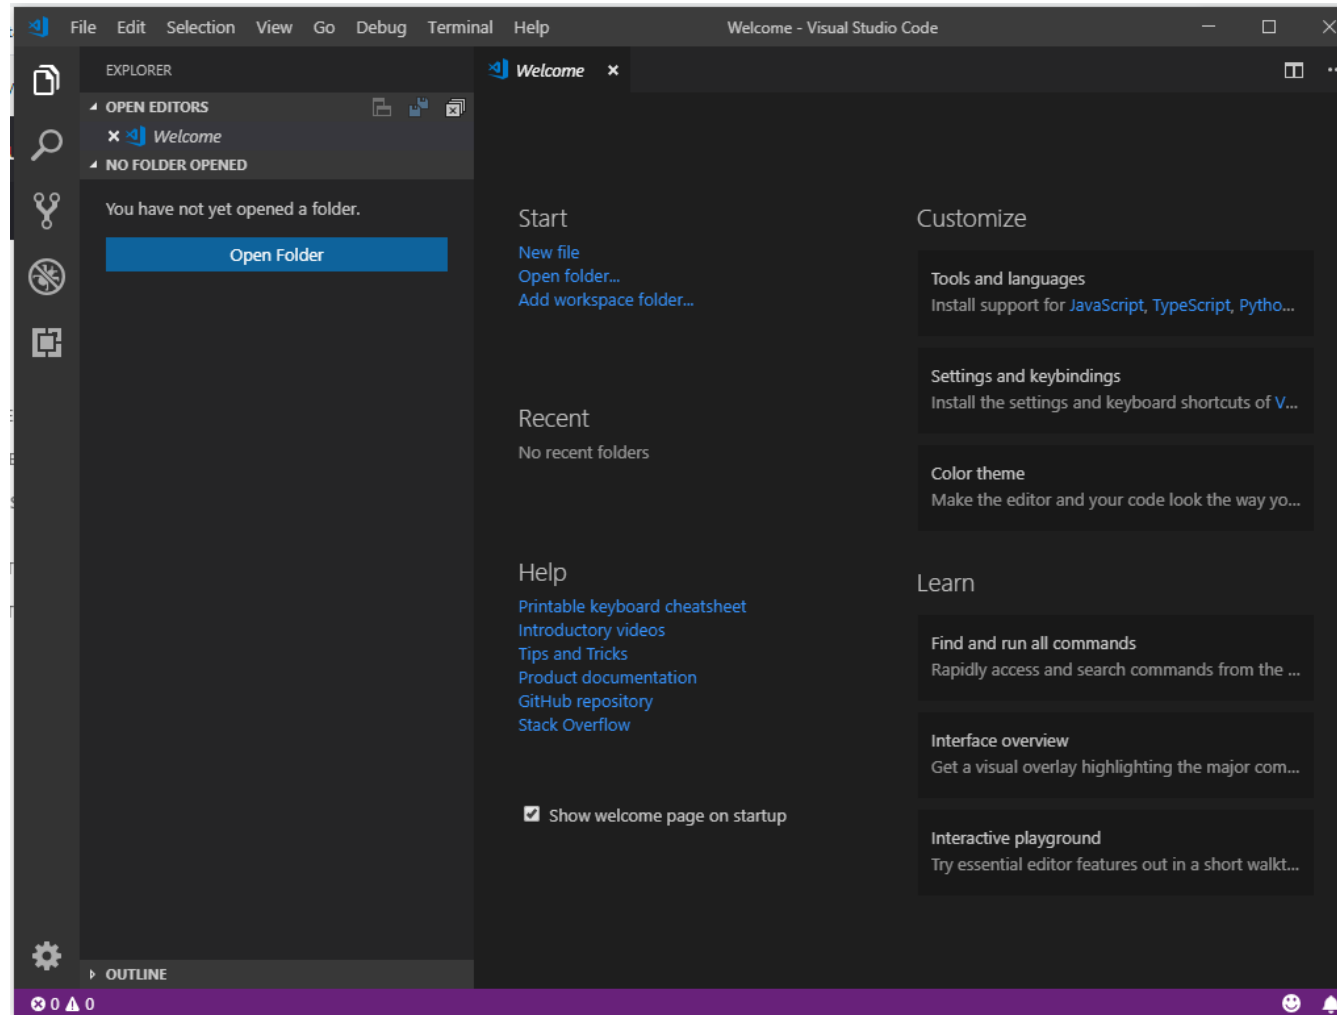 File Edit Selection View Go Debug Terminal Help Welcome - Visual Studio Code
EXPLORER
OPEN EDITORS
Welcome
NO FOLDER OPENED
You have not yet opened a folder.
Open Folder
OUTLINE
Welcome
Start
New file
Open folder...
Add workspace folder...
Recent
No recent folders
Help
Printable keyboard cheatsheet
Introductory videos
Tips and Tricks
Product documentation
GitHub repository
Stack Overflow
Show welcome page on startup
Customize
Tools and languages
Install support for JavaScript, TypeScript, Pytho...
Settings and keybindings
Install the settings and keyboard shortcuts of V...
Color theme
Make the editor and your code look the way yo...
Learn
Find and run all commands
Rapidly access and search commands from the ...
Interface overview
Get a visual overlay highlighting the major com...
Interactive playground
Try essential editor features out in a short walkt...
0 0